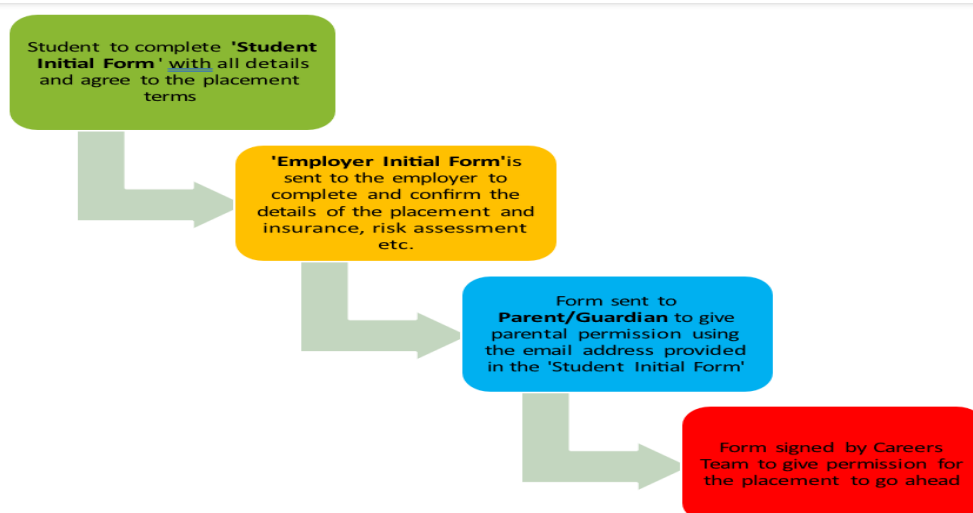 Student to complete 'Student
Initial Form' with all details
and agree to the placement
terms
'Employer Initial Form'is
sent to the employer to
complete and confirm the
details of the placement and
insurance, risk assessment
etc.
Form sent to
Parent/Guardian to give
parental permission using
the email address provided
in the 'Student Initial Form'
Form signed by Careers
Team to give permission for
the placement to go ahead